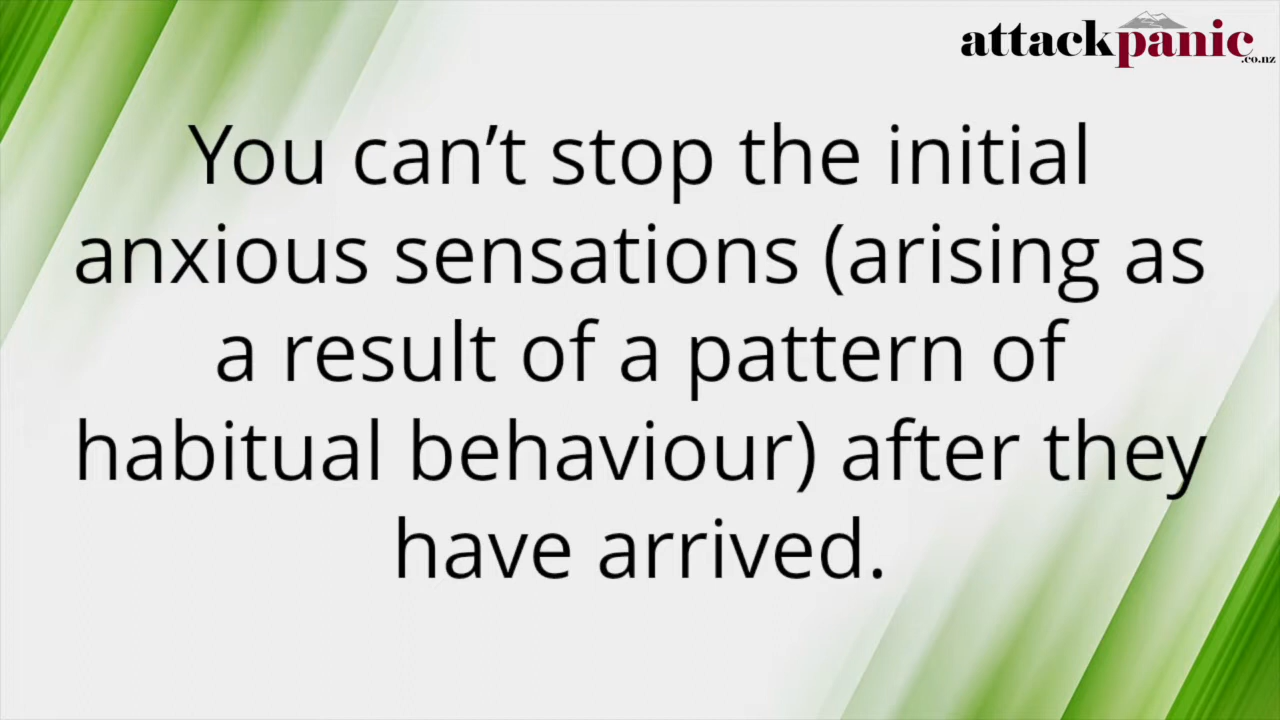 attackpanic
.co.nz
You can’t stop the initial
anxious sensations (arising as
a result of a pattern of
habitual behaviour) after they
have arrived.